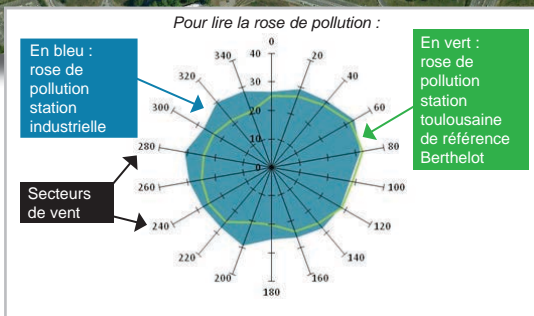 Pour lire la rose de pollution :
En bleu :
rose de
pollution
station
industrielle
En vert :
rose de
pollution
station
toulousaine
de référence
Berthelot
Secteurs
de vent
0
20
40
60
80
100
120
140
160
180
200
220
240
260
280
300
320
340
40
30
20
10
0